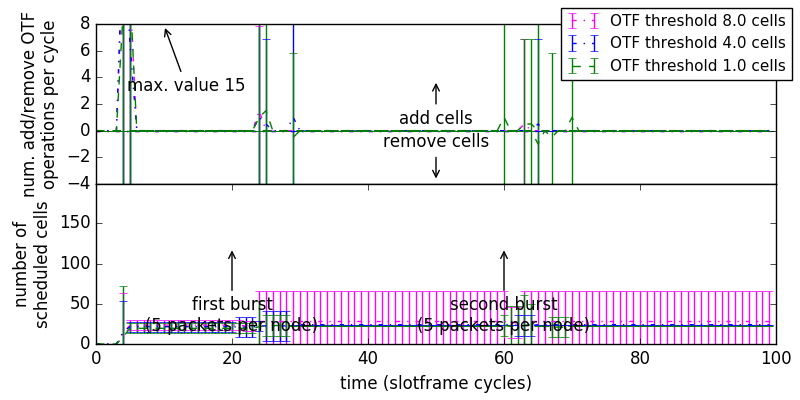 OTF threshold 8.0 cells
OTF threshold 4.0 cells
OTF threshold 1.0 cells
num. add/remove OTF
operations per cycle
8
6
4
2
0
−2
−4
max. value 15
add cells
remove cells
number of
scheduled cells
150
100
50
0
first burst
(5 packets per node)
second burst
(5 packets per node)
0 20 40 60 80 100
time (slotframe cycles)